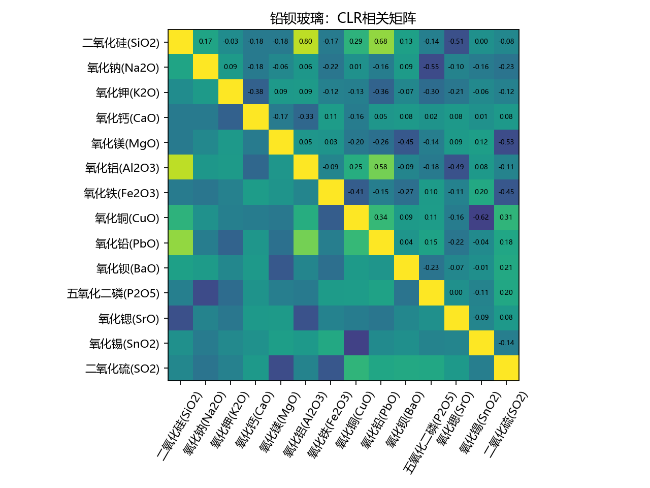 铅钡玻璃：CLR相关矩阵
二氧化硅(SiO2) 0.17 0.03 -0.18 -0.18 0.80 -0.17 0.29 0.68 0.13 -0.14 -0.51 0.00 -0.08
氧化钠(Na2O) 0.09 -0.18 -0.06 0.06 -0.22 0.01 -0.16 0.09 -0.55 -0.10 -0.16 -0.23
氧化钾(K2O) -0.38 0.09 0.09 -0.12 -0.13 -0.36 -0.07 -0.30 -0.21 -0.06 -0.12
氧化钙(CaO) -0.17 -0.33 0.11 -0.16 0.05 0.08 0.02 0.08 0.01 0.08
氧化镁(MgO) 0.05 0.03 -0.20 -0.26 -0.45 -0.14 0.09 0.12 -0.53
氧化铝(Al2O3) -0.09 0.25 0.58 -0.09 -0.18 -0.49 0.08 -0.11
氧化铁(Fe2O3) -0.41 -0.15 -0.27 0.10 -0.11 0.20 -0.45
氧化铜(CuO) 0.34 0.09 0.11 -0.16 -0.62 0.31
氧化铅(PbO) 0.04 0.15 -0.22 -0.04 0.18
氧化钡(BaO) -0.23 -0.07 -0.01 0.21
五氧化二磷(P2O5) 0.00 -0.11 0.20
氧化锶(SrO) -0.09 0.08
氧化锡(SnO2) -0.14
二氧化硫(SO2)
二氧化硅(SiO2)
氧化钠(Na2O)
氧化钾(K2O)
氧化钙(CaO)
氧化镁(MgO)
氧化铝(Al2O3)
氧化铁(Fe2O3)
氧化铜(CuO)
氧化铅(PbO)
氧化钡(BaO)
五氧化二磷(P2O5)
氧化锶(SrO)
氧化锡(SnO2)
二氧化硫(SO2)